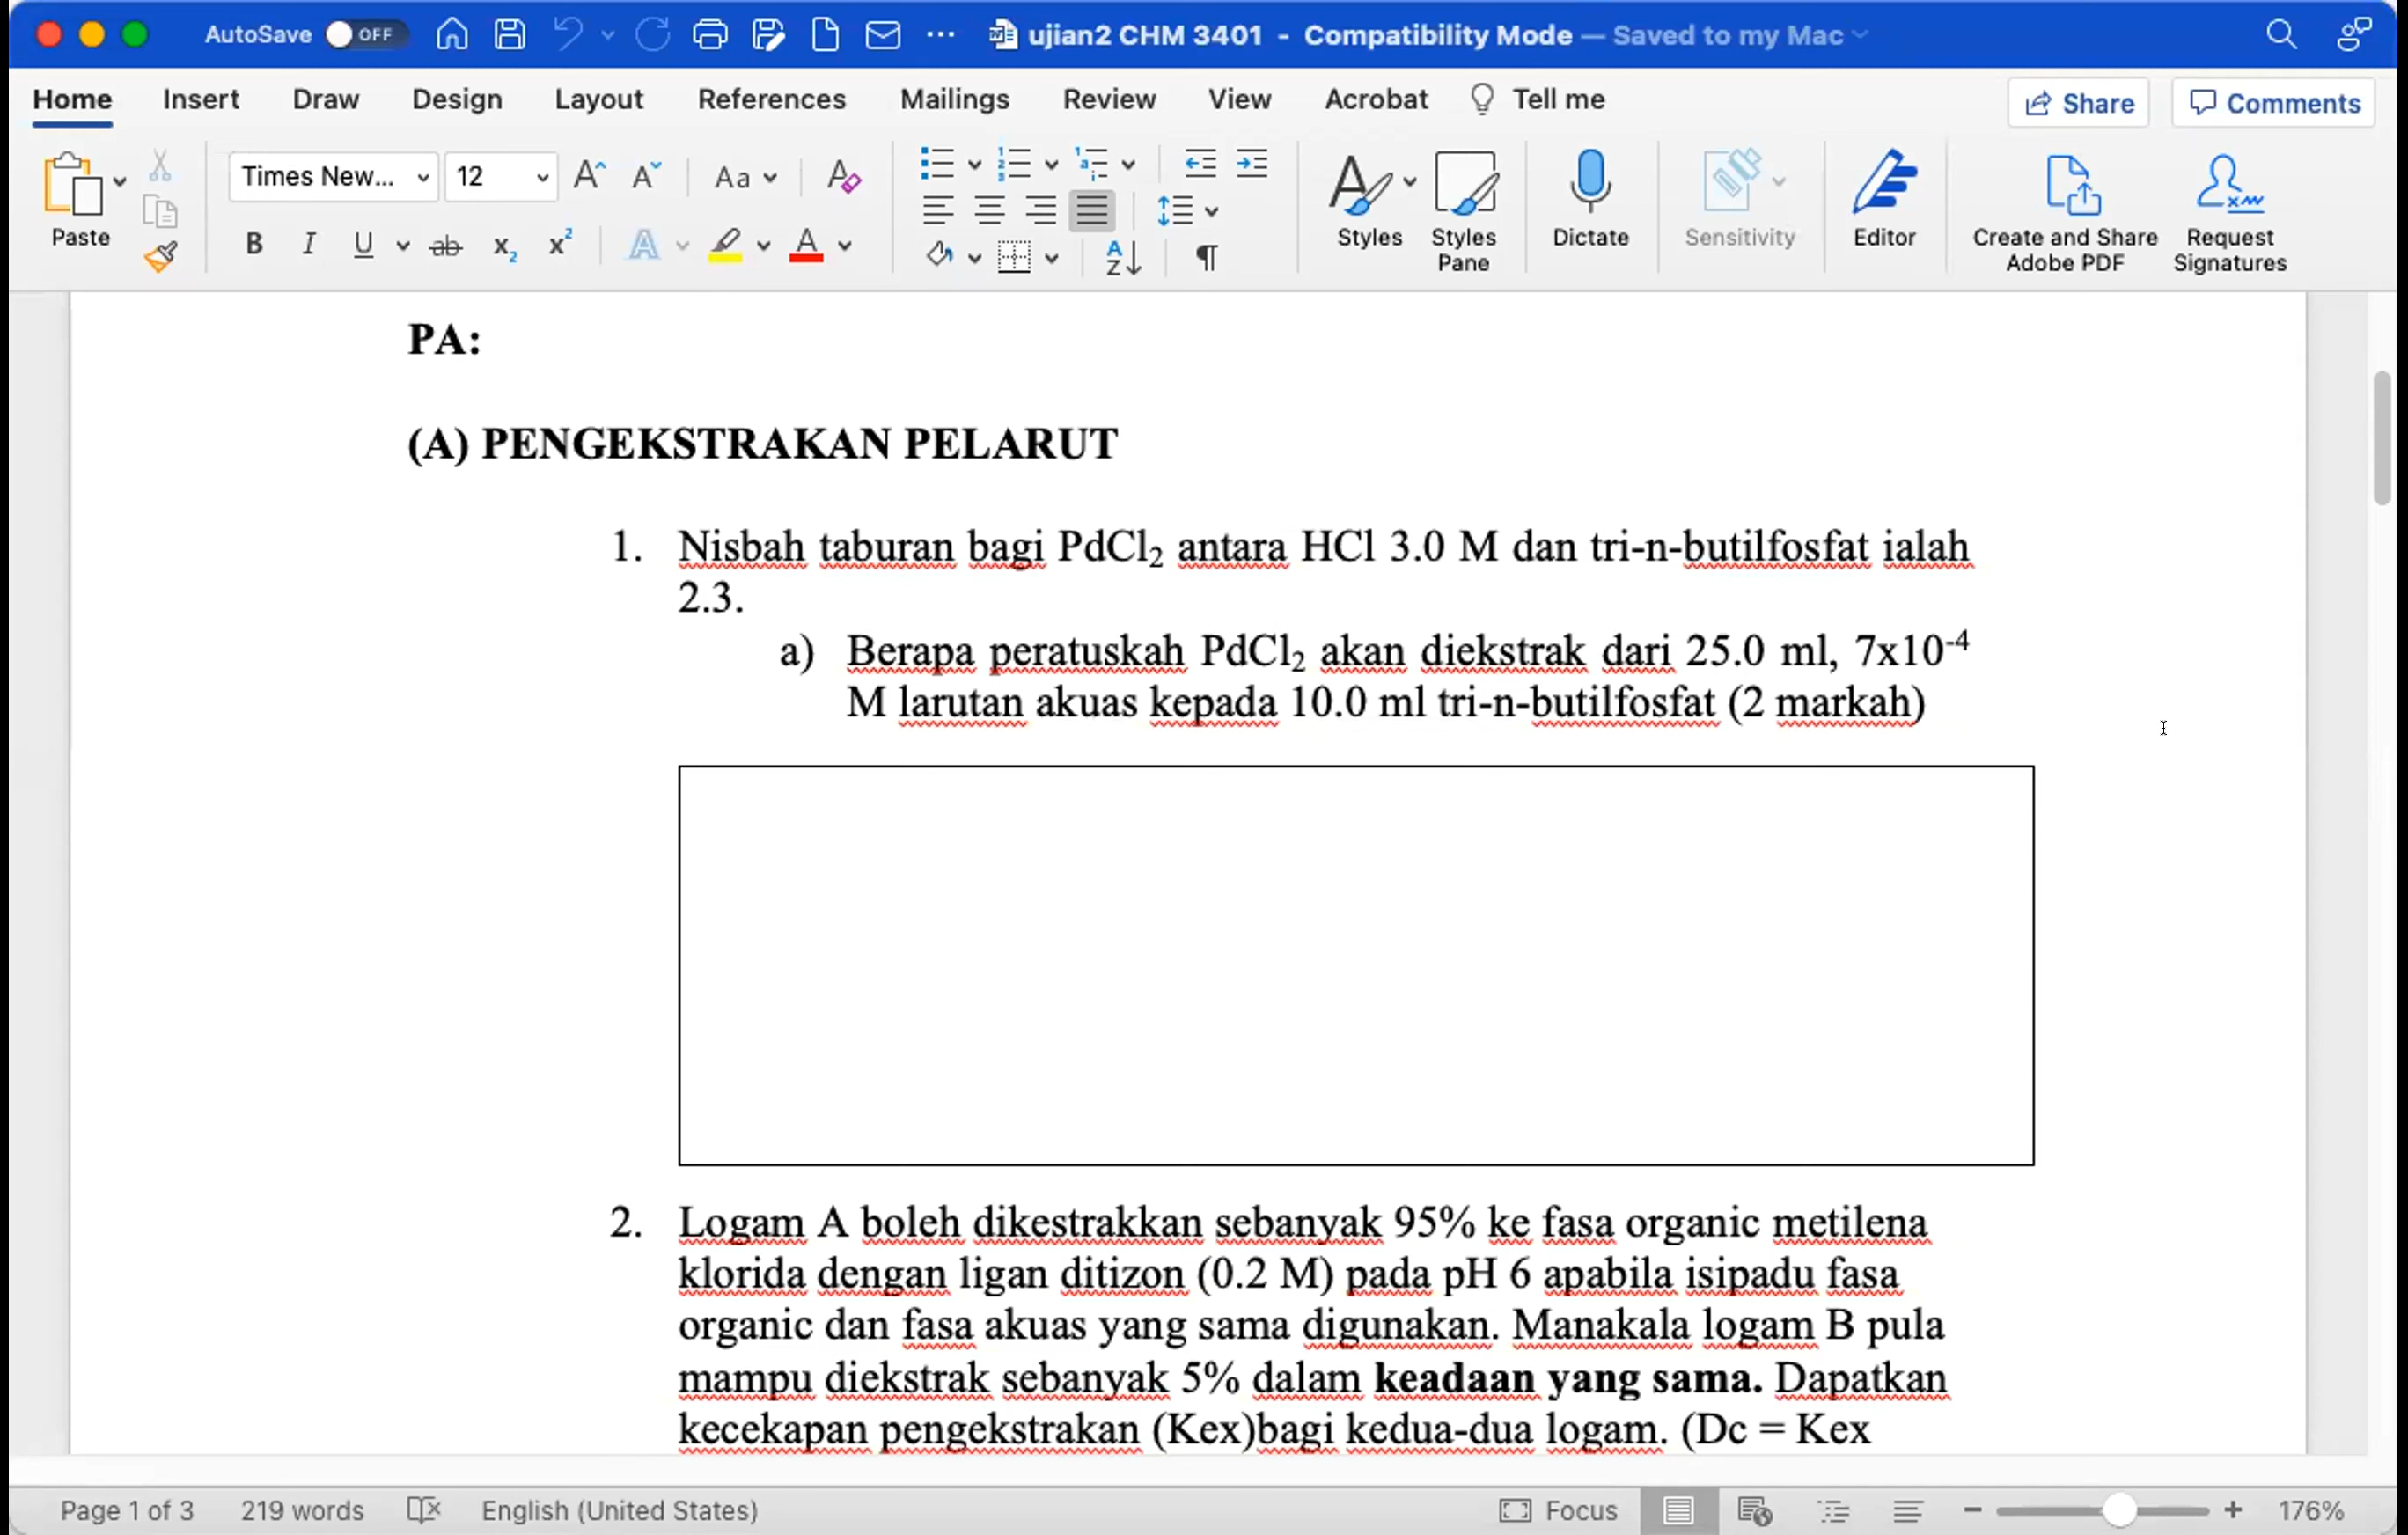 AutoSave OFF ujian2 CHM 3401 - Compatibility Mode — Saved to my Mac
Home Insert Draw Design Layout References Mailings Review View Acrobat Tell me Share Comments
Paste Times New... 12 Aa Styles Styles Pane Dictate Sensitivity Editor Create and Share Adobe PDF Request Signatures
PA:
(A) PENGEKSTRAKAN PELARUT
1. Nisbah taburan bagi PdCl₂ antara HCl 3.0 M dan tri-n-butilfosfat ialah
2.3.
a) Berapa peratuskah PdCl₂ akan diekstrak dari 25.0 ml, 7x10⁻⁴
M larutan akuas kepada 10.0 ml tri-n-butilfosfat (2 markah)
2. Logam A boleh dikestrakkan sebanyak 95% ke fasa organic metilena
klorida dengan ligan ditizon (0.2 M) pada pH 6 apabila isipadu fasa
organic dan fasa akuas yang sama digunakan. Manakala logam B pula
mampu diekstrak sebanyak 5% dalam keadaan yang sama. Dapatkan
kecekapan pengekstrakan (Kex)bagi kedua-dua logam. (Dc = Kex
Page 1 of 3 219 words English (United States) Focus 176%